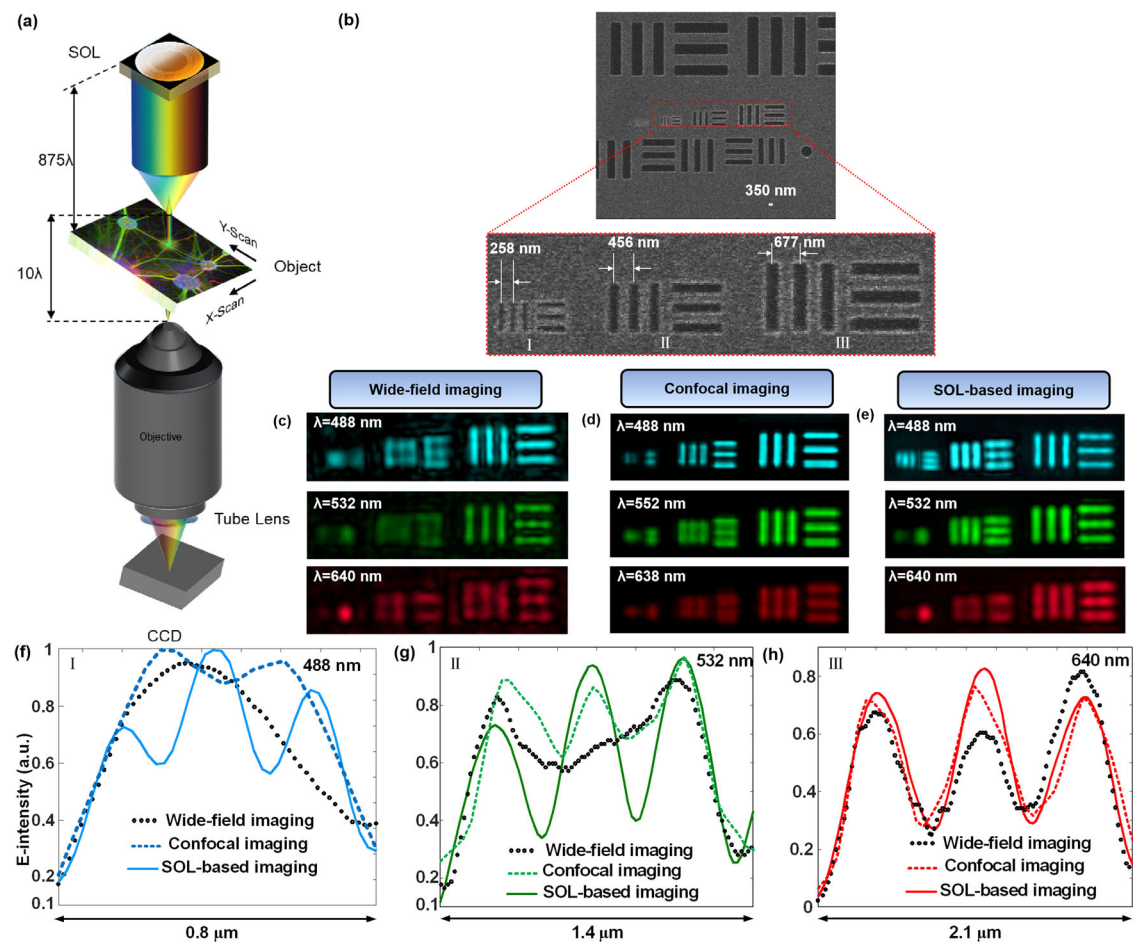 (a)
SOL
875λ
10λ
Y-Scan
Object
X-Scan
Objective
Tube Lens
CCD
(b)
350 nm
258 nm
456 nm
677 nm
I
II
III
Wide-field imaging
Confocal imaging
SOL-based imaging
(c)
λ=488 nm
λ=532 nm
λ=640 nm
(d)
λ=488 nm
λ=552 nm
λ=638 nm
(e)
λ=488 nm
λ=532 nm
λ=640 nm
(f)
I
488 nm
E-intensity (a.u.)
1
0.8
0.6
0.4
0.2
0.1
Wide-field imaging
Confocal imaging
SOL-based imaging
0.8 μm
(g)
II
532 nm
1
0.8
0.6
0.4
0.2
0.1
Wide-field imaging
Confocal imaging
SOL-based imaging
1.4 μm
(h)
III
640 nm
1
0.8
0.6
0.4
0.2
0
Wide-field imaging
Confocal imaging
SOL-based imaging
2.1 μm